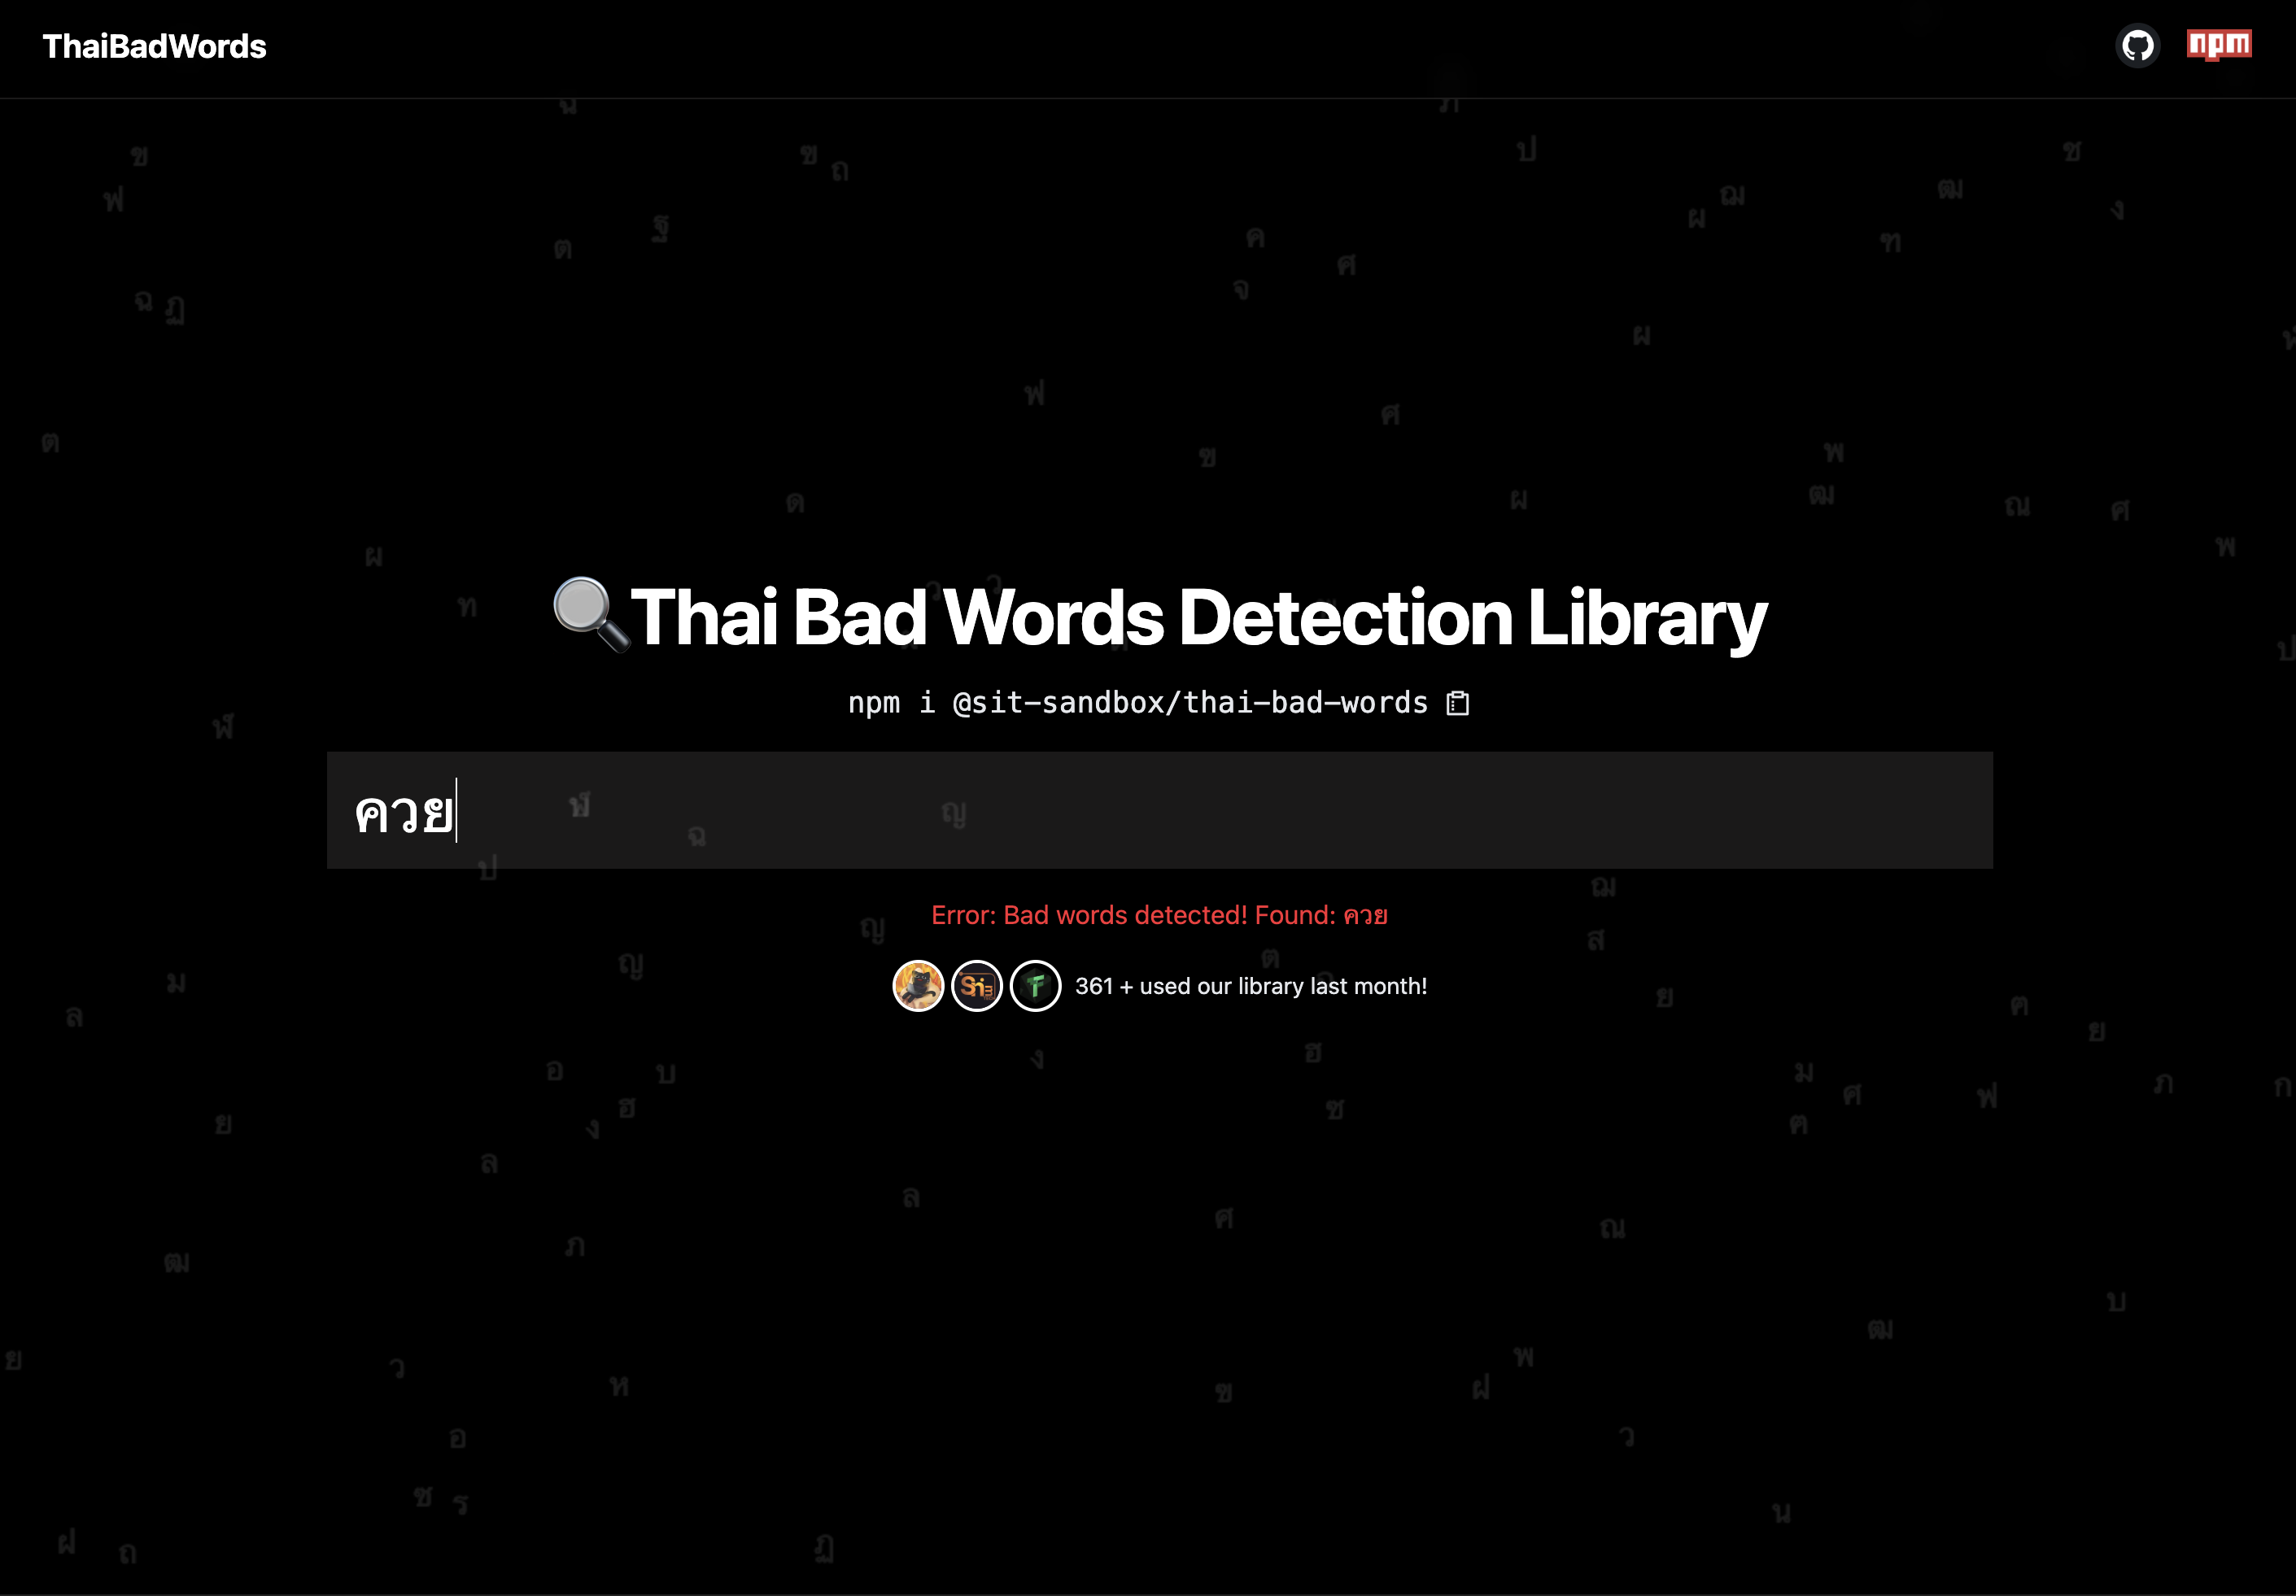 ThaiBadWords
npm
Thai Bad Words Detection Library
npm i @sit-sandbox/thai-bad-words
ควย
Error: Bad words detected! Found: ควย
361 + used our library last month!